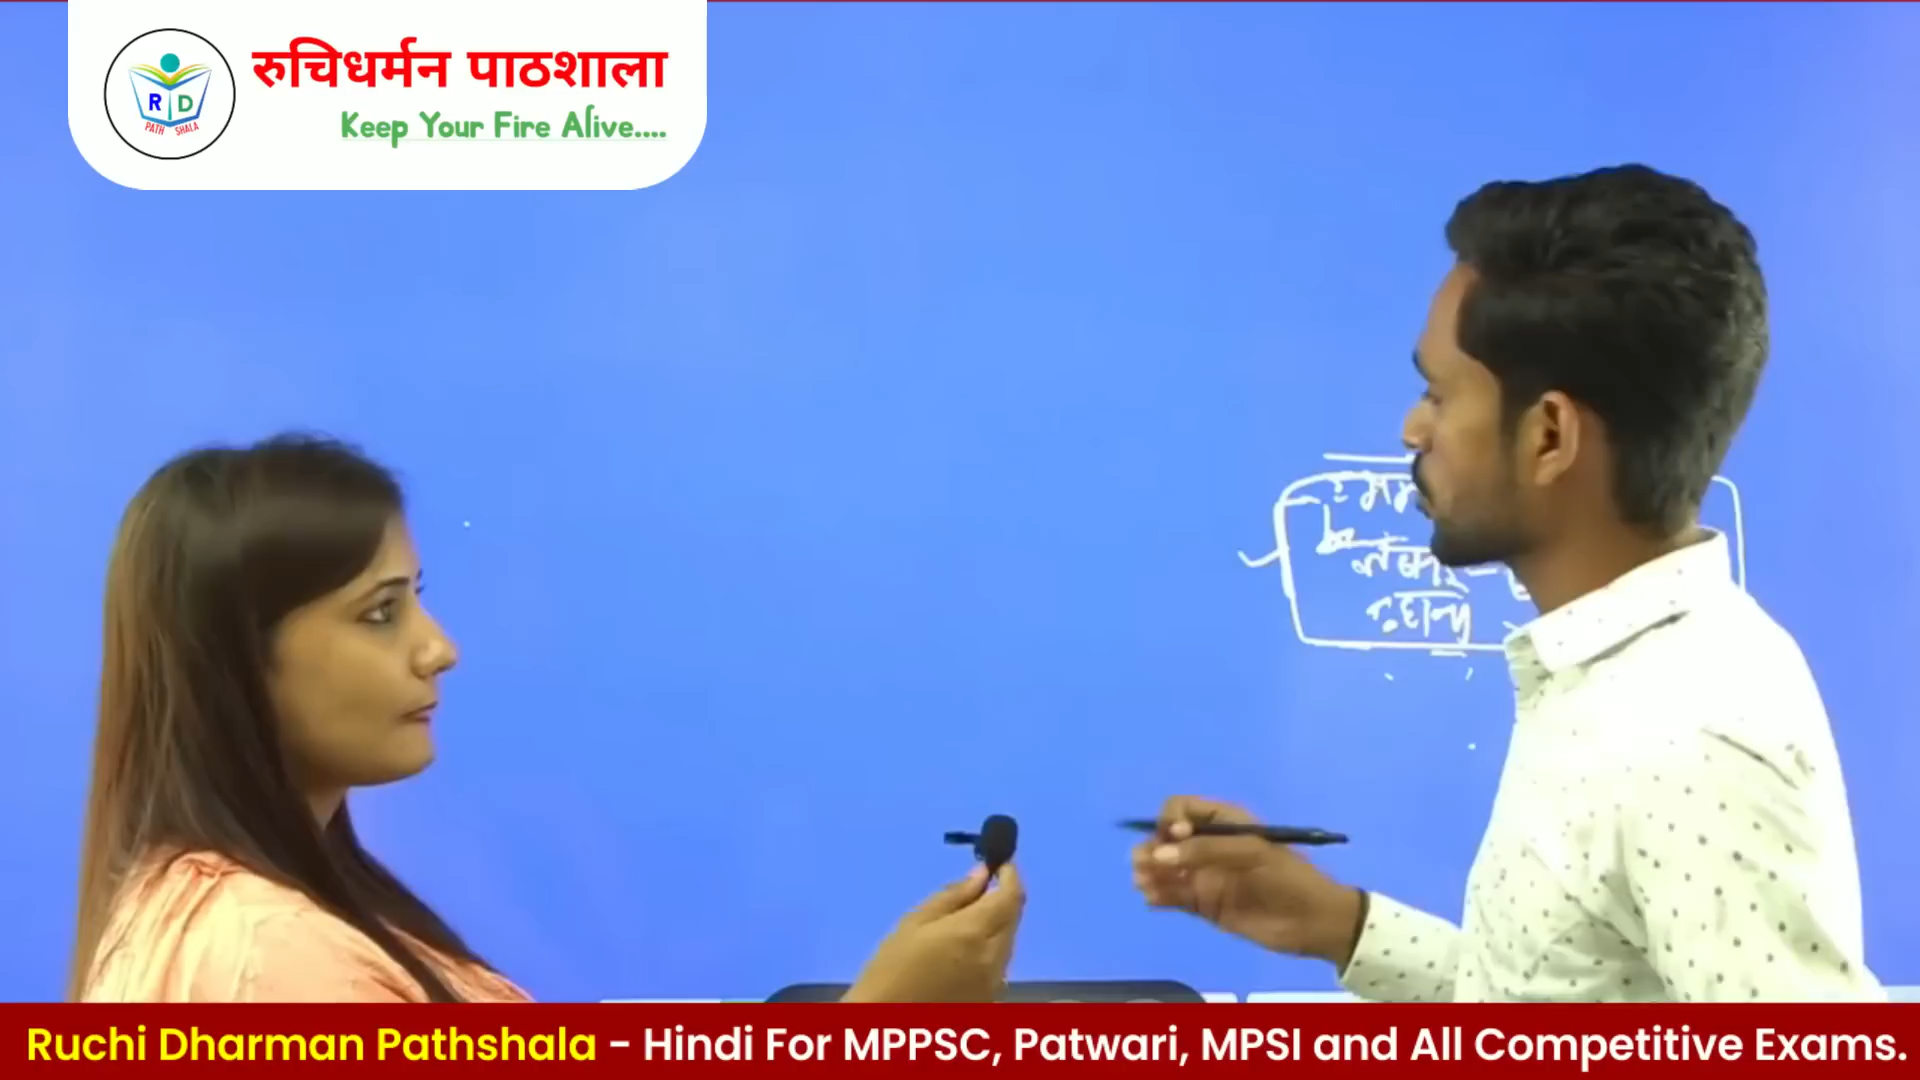 रुचिधर्मन पाठशाला
Keep Your Fire Alive....
R D
PATH SHALA
Ruchi Dharman Pathshala - Hindi For MPPSC, Patwari, MPSI and All Competitive Exams.